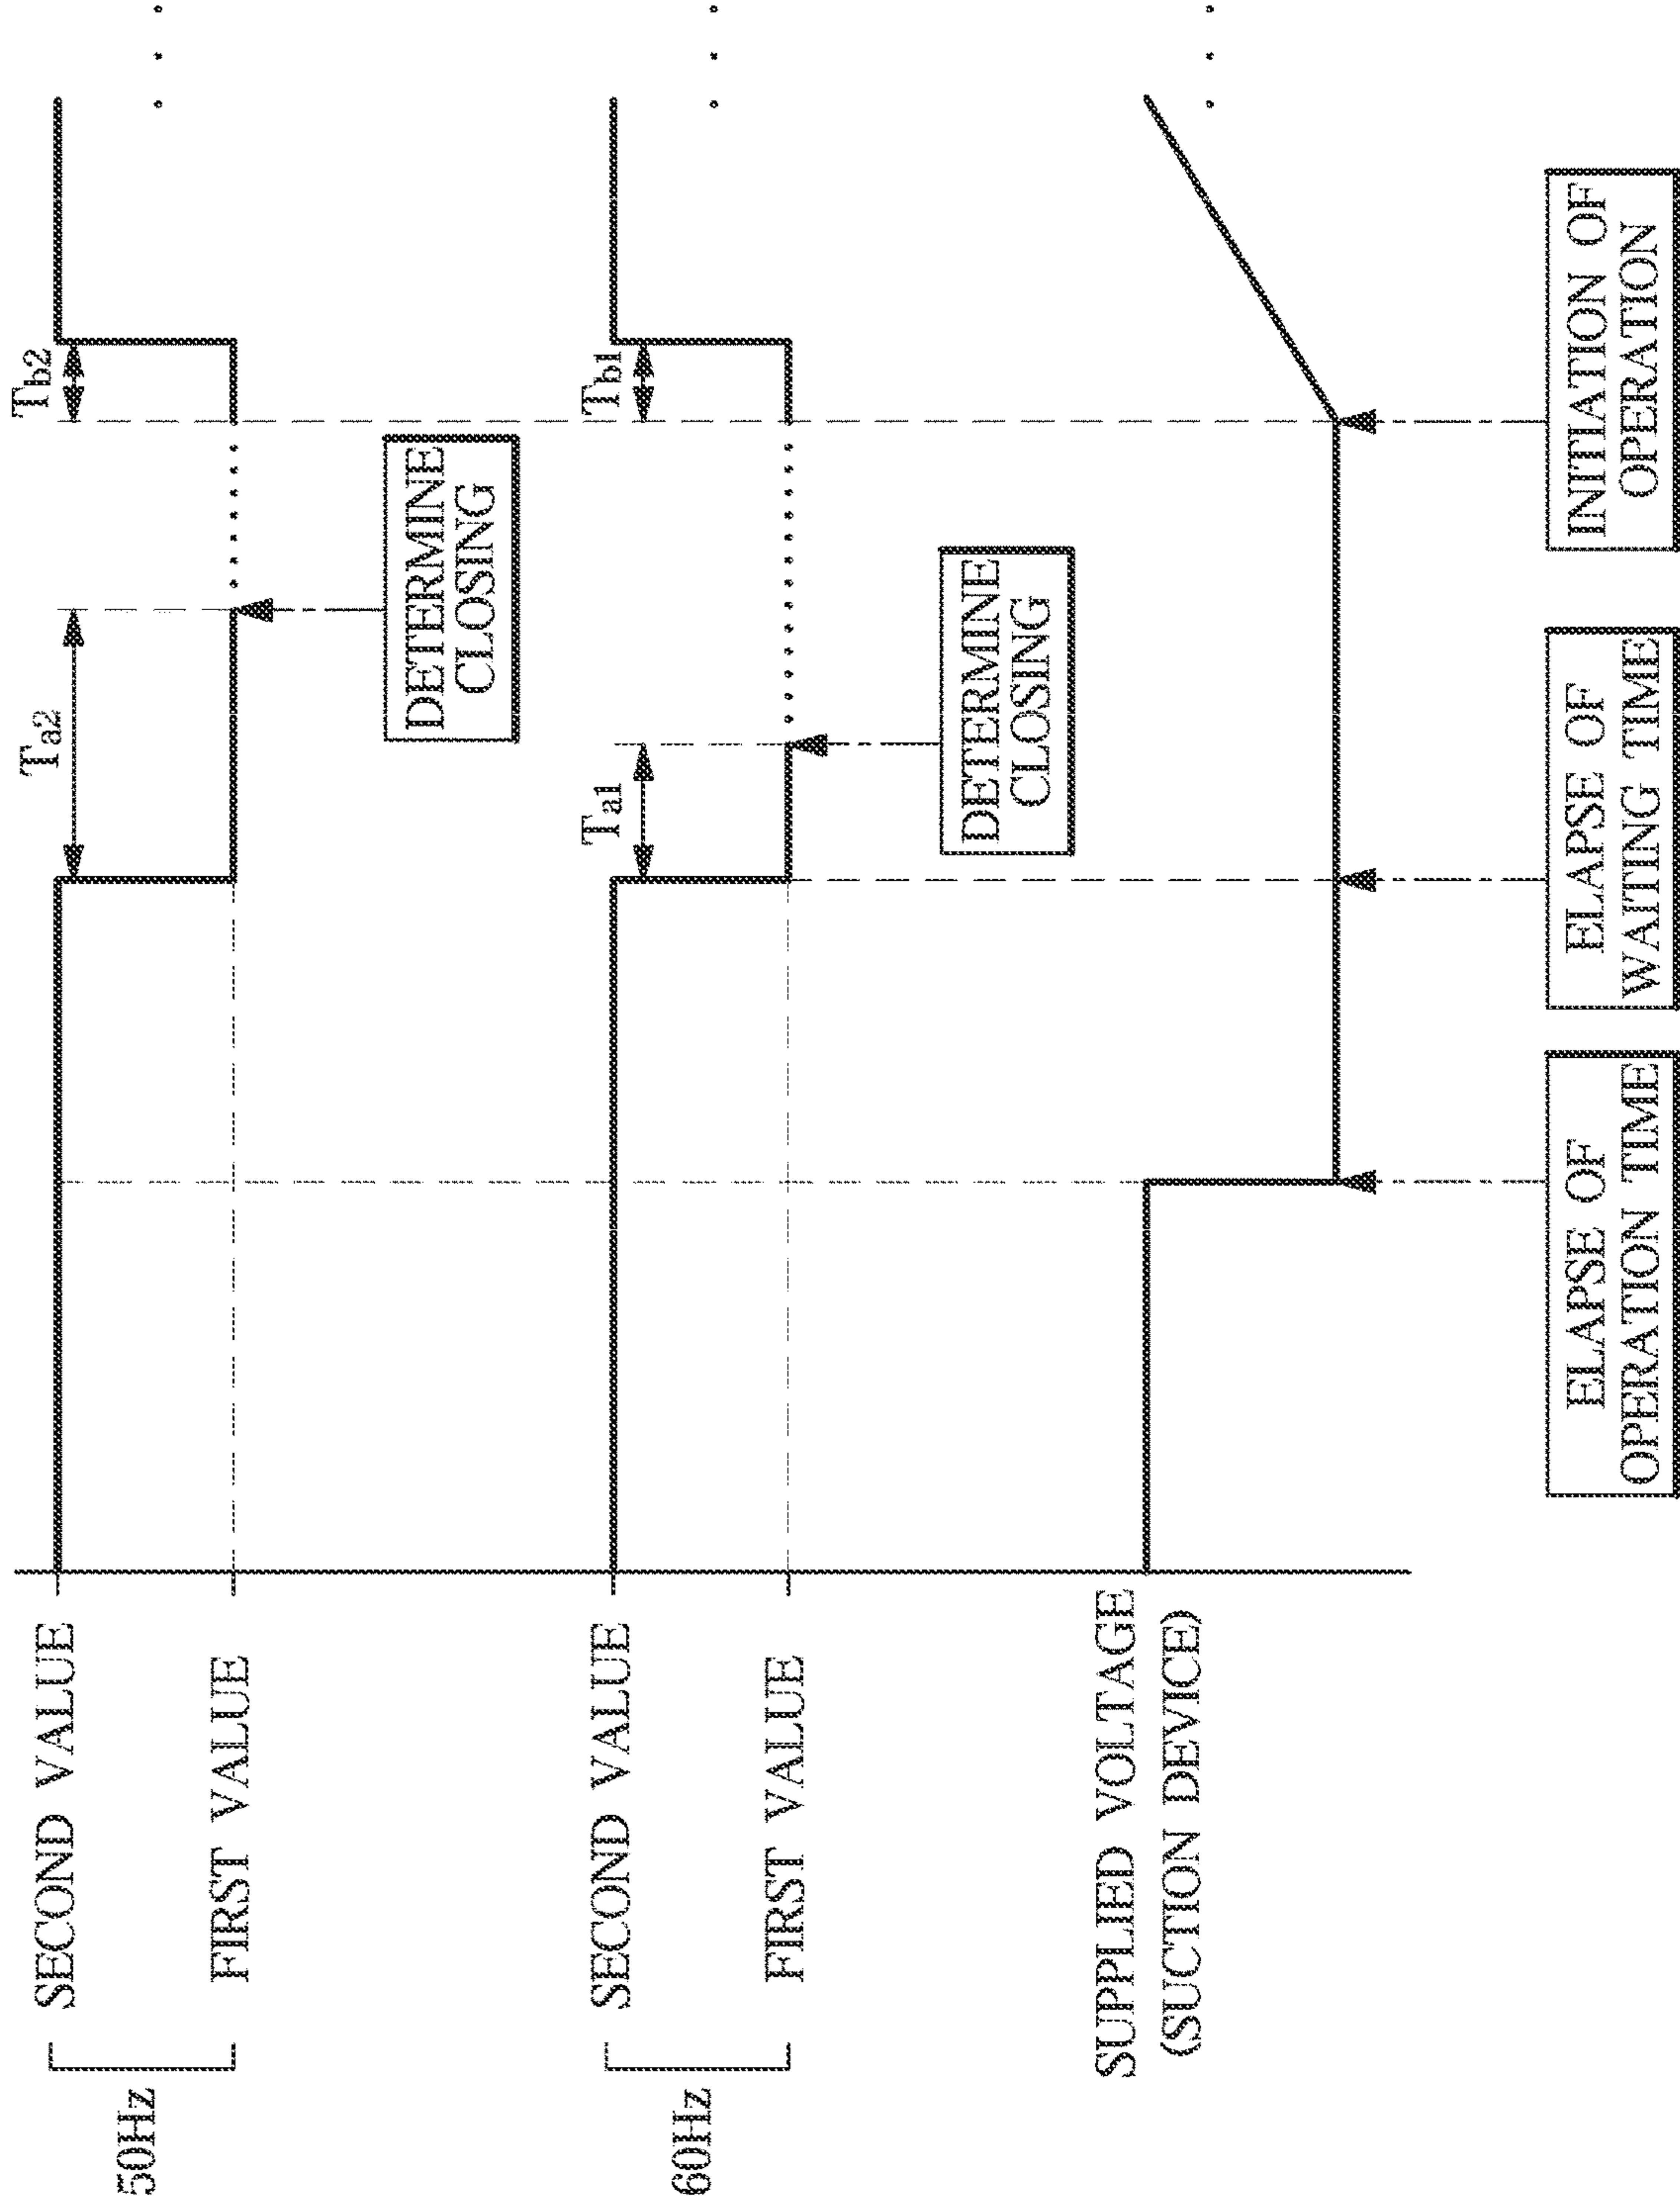 50Hz
SECOND VALUE
FIRST VALUE
Ta2
Tb2
DETERMINE
CLOSING
60Hz
SECOND VALUE
FIRST VALUE
Ta1
Tb1
DETERMINE
CLOSING
SUPPLIED VOLTAGE
(SUCTION DEVICE)
ELAPSE OF
OPERATION TIME
ELAPSE OF
WAITING TIME
INITIATION OF
OPERATION